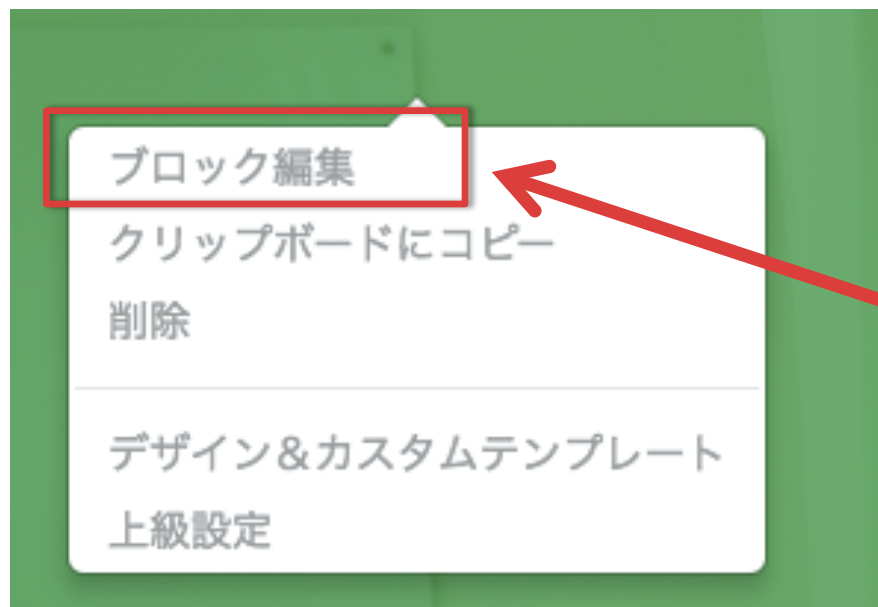 ブロック編集
クリップボードにコピー
削除
デザイン＆カスタムテンプレート
上級設定